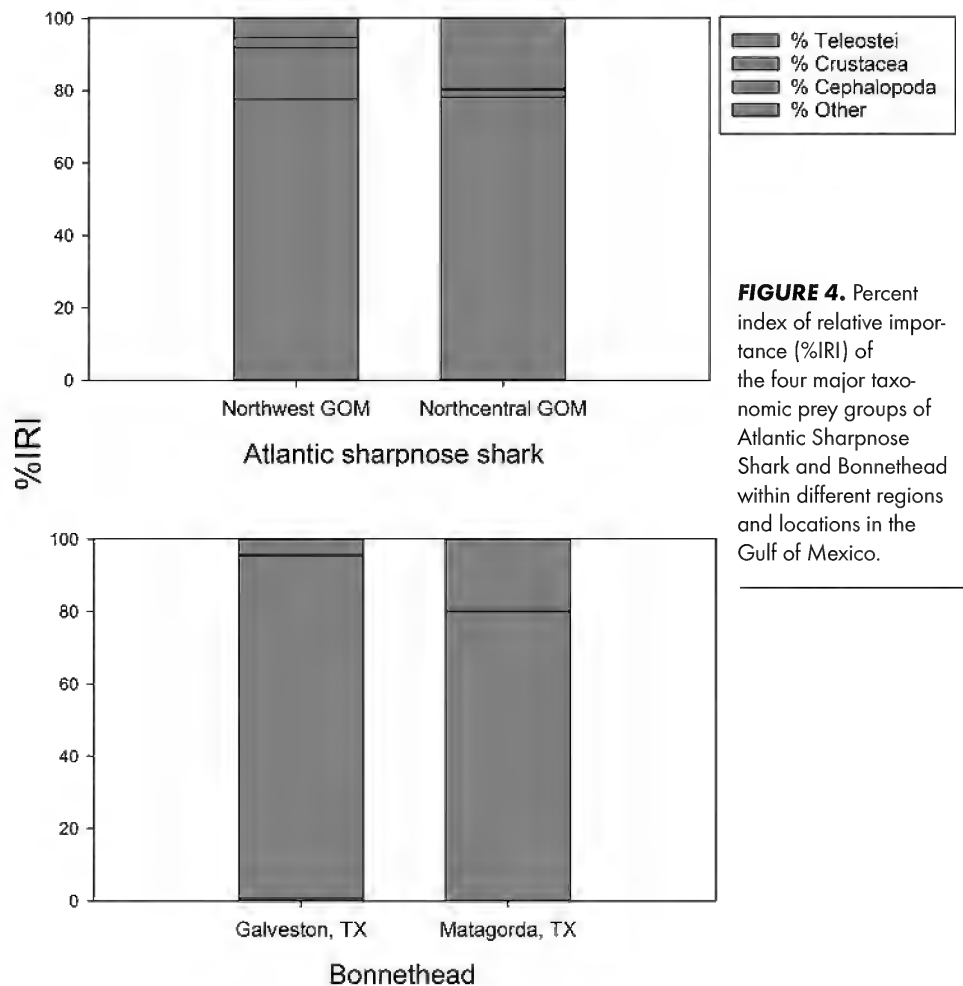 100
80
60
40
20
0
Northwest GOM Northcentral GOM
Atlantic sharpnose shark
% Teleostei
% Crustacea
% Cephalopoda
% Other
%IRI
100
80
60
40
20
0
Galveston, TX Matagorda, TX
Bonnethead
FIGURE 4. Percent
index of relative impor-
tance (%IRI) of
the four major taxo-
nomic prey groups of
Atlantic Sharpnose
Shark and Bonnethead
within different regions
and locations in the
Gulf of Mexico.